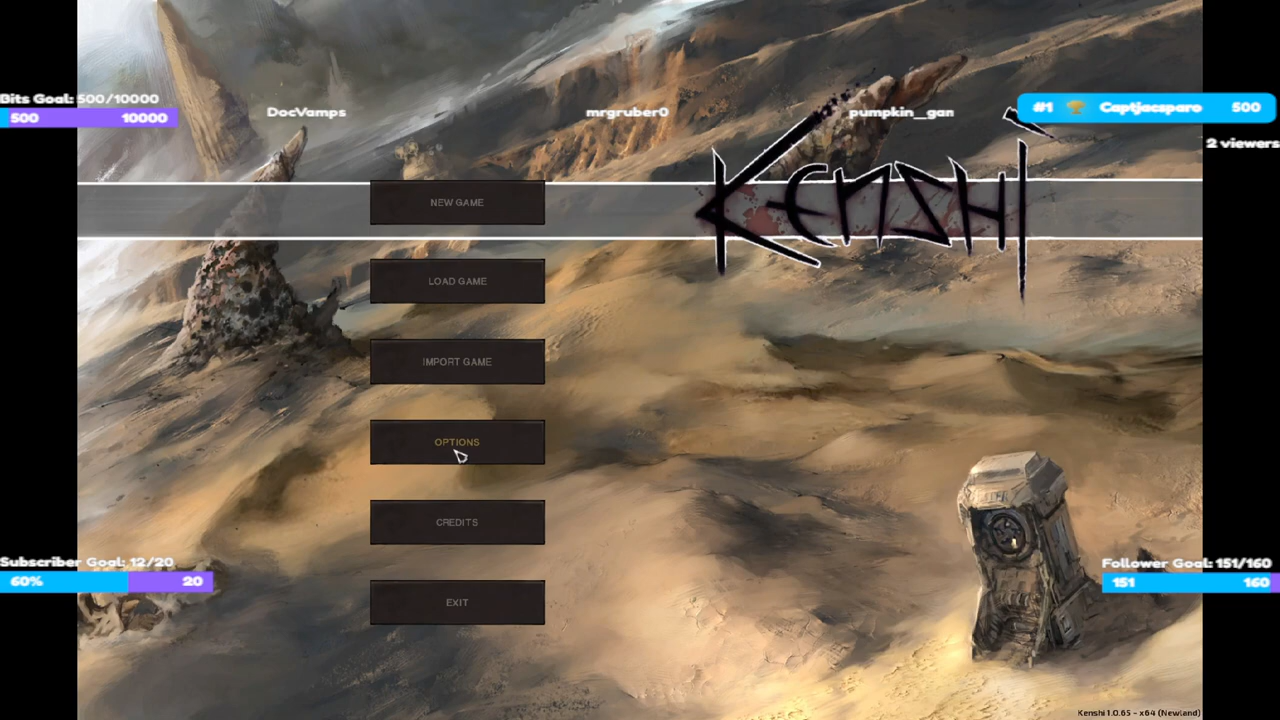 Bits Goal: 500/10000
500 10000
DocVamps
mrgruber0
pumpkin_gan
#1 Captjacsparo 500
2 viewers
KENSHI
NEW GAME
LOAD GAME
IMPORT GAME
OPTIONS
CREDITS
EXIT
Subscriber Goal: 12/20
60% 20
Follower Goal: 151/160
151 160
Kenshi 1.0.65 - x64 (Newland)